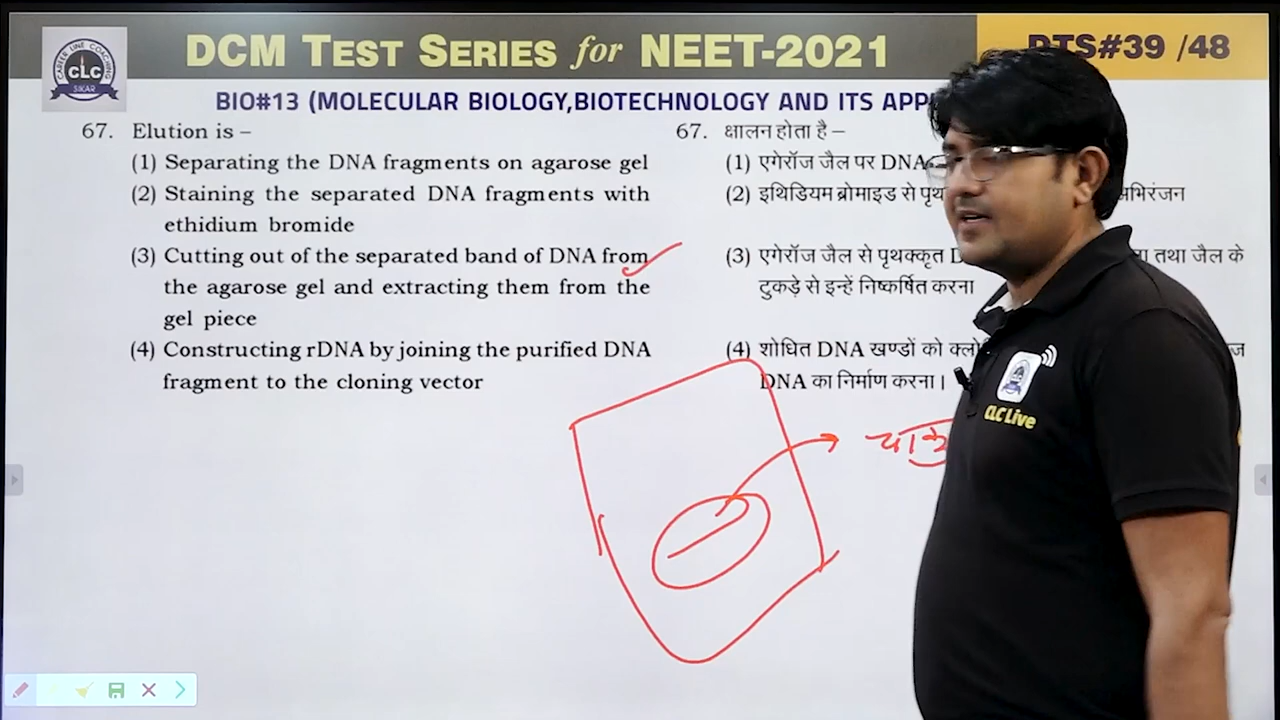 DCM TEST SERIES for NEET-2021
DTS#39 /48
CAREER LINE COACHING
CLC
SIKAR
BIO#13 (MOLECULAR BIOLOGY,BIOTECHNOLOGY AND ITS APP
67. Elution is –
(1) Separating the DNA fragments on agarose gel
(2) Staining the separated DNA fragments with
ethidium bromide
(3) Cutting out of the separated band of DNA from
the agarose gel and extracting them from the
gel piece
(4) Constructing rDNA by joining the purified DNA
fragment to the cloning vector
67. क्षालन होता है –
(1) एगेरॉज जैल पर DNA
(2) इथिडियम ब्रोमाइड से अभिरंजन
(3) एगेरॉज जैल से पृथक्कृत तथा जैल के
टुकड़े से इन्हें निष्कर्षित करना
(4) शोधित DNA खण्डों को
DNA का निर्माण करना।
CLC Live